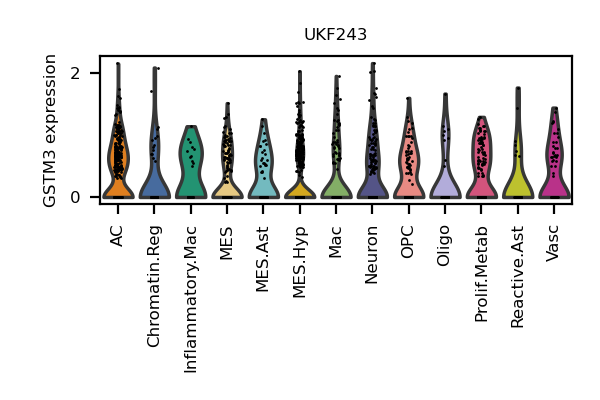 UKF243
GSTM3 expression
2
0
AC
Chromatin.Reg
Inflammatory.Mac
MES
MES.Ast
MES.Hyp
Mac
Neuron
OPC
Oligo
Prolif.Metab
Reactive.Ast
Vasc